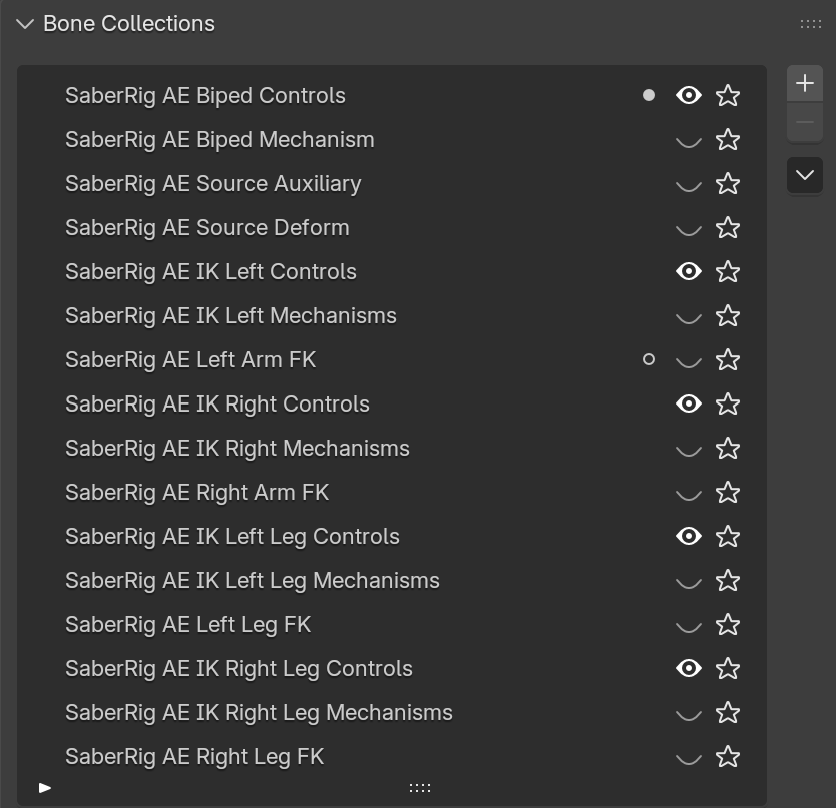 Bone Collections
SaberRig AE Biped Controls
SaberRig AE Biped Mechanism
SaberRig AE Source Auxiliary
SaberRig AE Source Deform
SaberRig AE IK Left Controls
SaberRig AE IK Left Mechanisms
SaberRig AE Left Arm FK
SaberRig AE IK Right Controls
SaberRig AE IK Right Mechanisms
SaberRig AE Right Arm FK
SaberRig AE IK Left Leg Controls
SaberRig AE IK Left Leg Mechanisms
SaberRig AE Left Leg FK
SaberRig AE IK Right Leg Controls
SaberRig AE IK Right Leg Mechanisms
SaberRig AE Right Leg FK